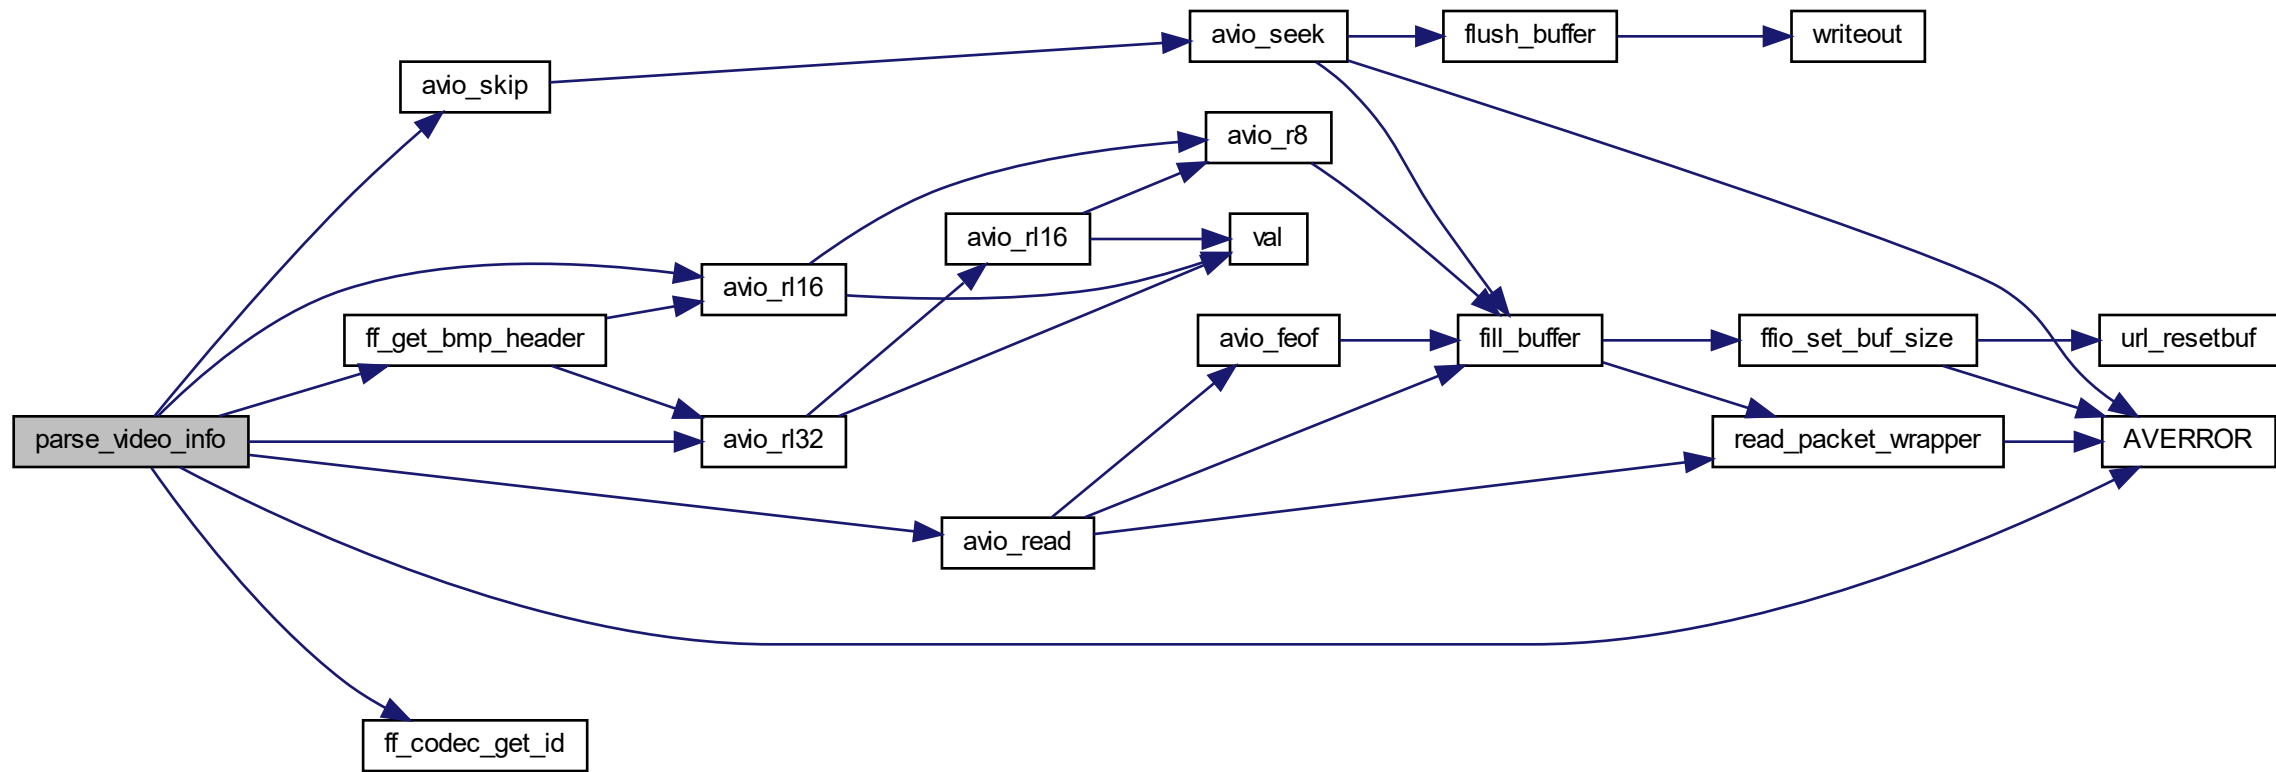 avio_seek
flush_buffer
writeout
avio_skip
avio_r8
avio_rl16
val
avio_rl16
ff_get_bmp_header
avio_feof
fill_buffer
ffio_set_buf_size
url_resetbuf
parse_video_info
avio_rl32
read_packet_wrapper
AVERROR
avio_read
ff_codec_get_id